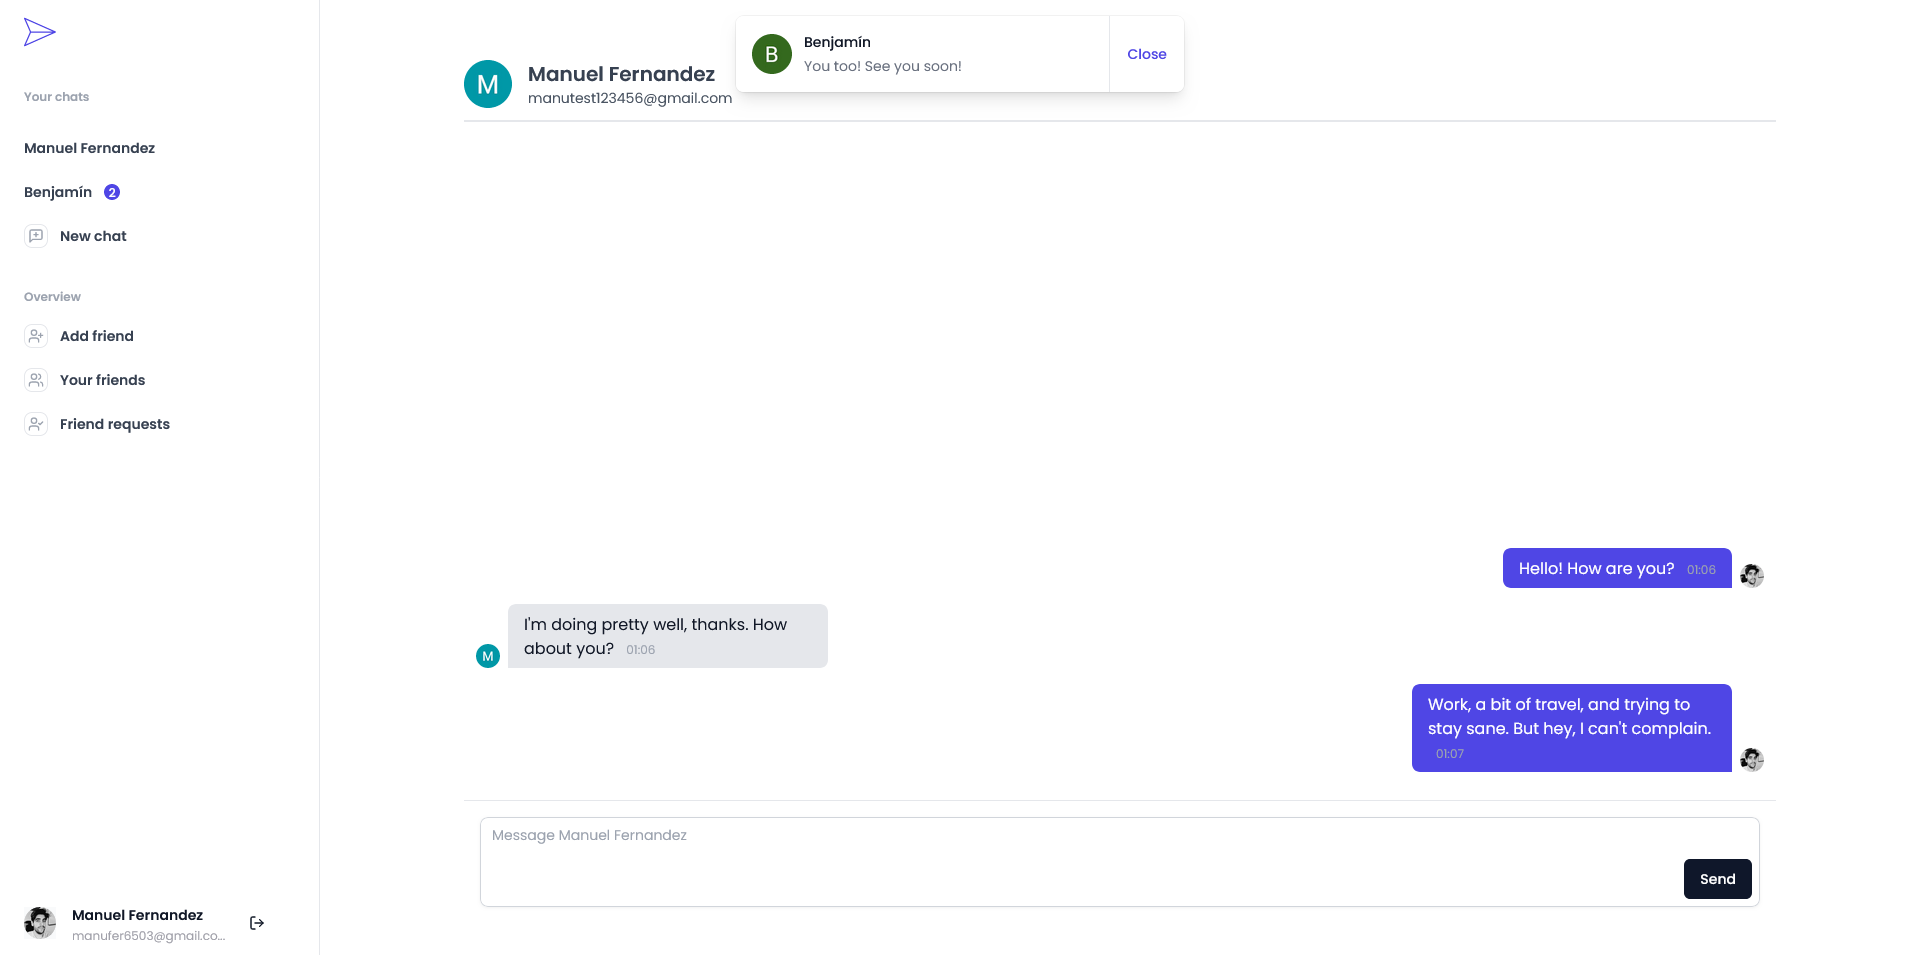 Your chats
Manuel Fernandez
Benjamín 2
New chat
Overview
Add friend
Your friends
Friend requests
Manuel Fernandez
manufer6503@gmail.co...
M
Manuel Fernandez
manutest123456@gmail.com
B
Benjamín
You too! See you soon!
Close
Hello! How are you? 01:06
I'm doing pretty well, thanks. How
about you? 01:06
M
Work, a bit of travel, and trying to
stay sane. But hey, I can't complain.
01:07
Message Manuel Fernandez
Send